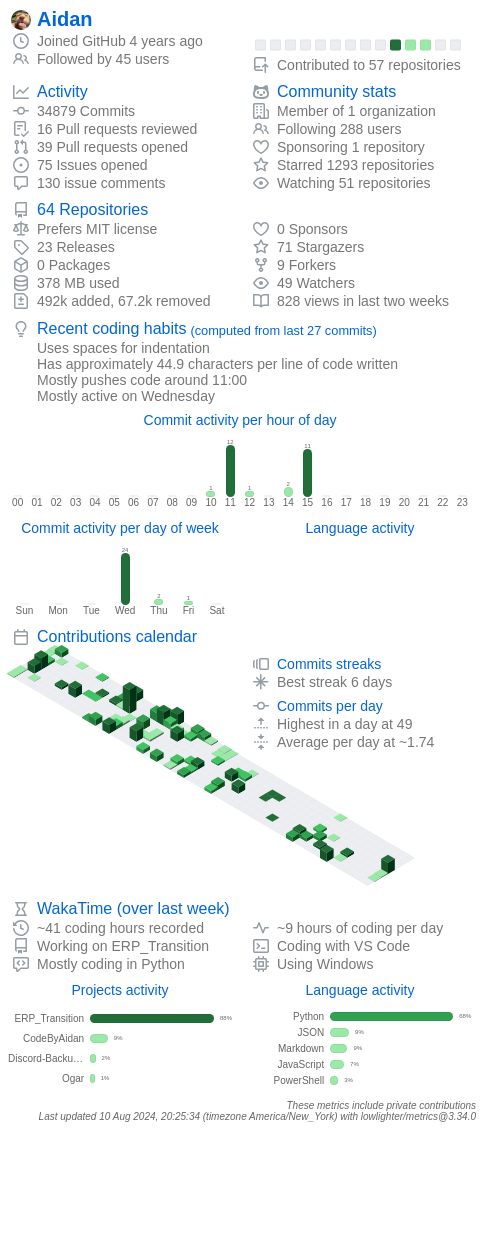 Aidan
Joined GitHub 4 years ago
Followed by 45 users
Contributed to 57 repositories
Activity
34879 Commits
16 Pull requests reviewed
39 Pull requests opened
75 Issues opened
130 issue comments
Community stats
Member of 1 organization
Following 288 users
Sponsoring 1 repository
Starred 1293 repositories
Watching 51 repositories
64 Repositories
Prefers MIT license
23 Releases
0 Packages
378 MB used
492k added, 67.2k removed
0 Sponsors
71 Stargazers
9 Forkers
49 Watchers
828 views in last two weeks
Recent coding habits (computed from last 27 commits)
Uses spaces for indentation
Has approximately 44.9 characters per line of code written
Mostly pushes code around 11:00
Mostly active on Wednesday
Commit activity per hour of day
1 12 1 2 11
00 01 02 03 04 05 06 07 08 09 10 11 12 13 14 15 16 17 18 19 20 21 22 23
Commit activity per day of week
24 2 1
Sun Mon Tue Wed Thu Fri Sat
Language activity
Contributions calendar
Commits streaks
Best streak 6 days
Commits per day
Highest in a day at 49
Average per day at ~1.74
WakaTime (over last week)
~41 coding hours recorded
Working on ERP_Transition
Mostly coding in Python
~9 hours of coding per day
Coding with VS Code
Using Windows
Projects activity
ERP_Transition 88%
CodeByAidan 9%
Discord-Backu… 2%
Ogar 1%
Language activity
Python 68%
JSON 9%
Markdown 9%
JavaScript 7%
PowerShell 3%
These metrics include private contributions
Last updated 10 Aug 2024, 20:25:34 (timezone America/New_York) with lowlighter/metrics@3.34.0